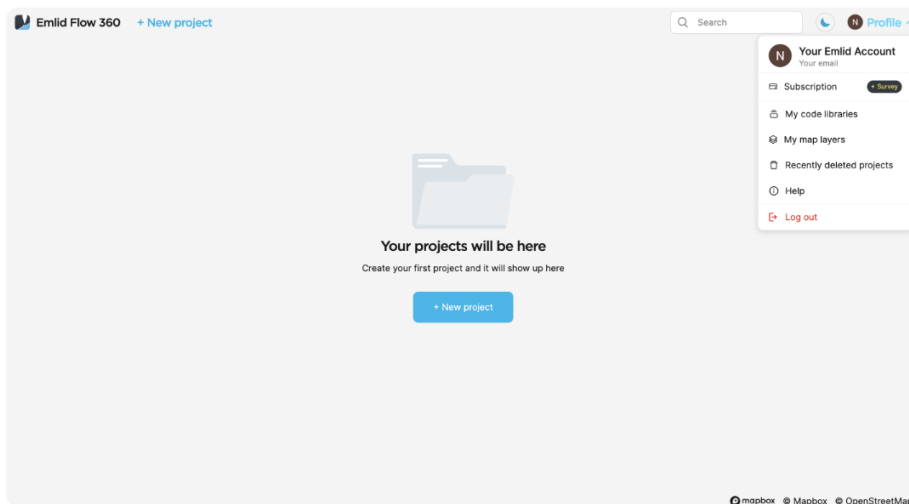 Emlid Flow 360 + New project Search N Profile
N Your Emlid Account
Your email
Subscription + Survey
My code libraries
My map layers
Recently deleted projects
Help
Log out
Your projects will be here
Create your first project and it will show up here
+ New project
mapbox © Mapbox © OpenStreetMap